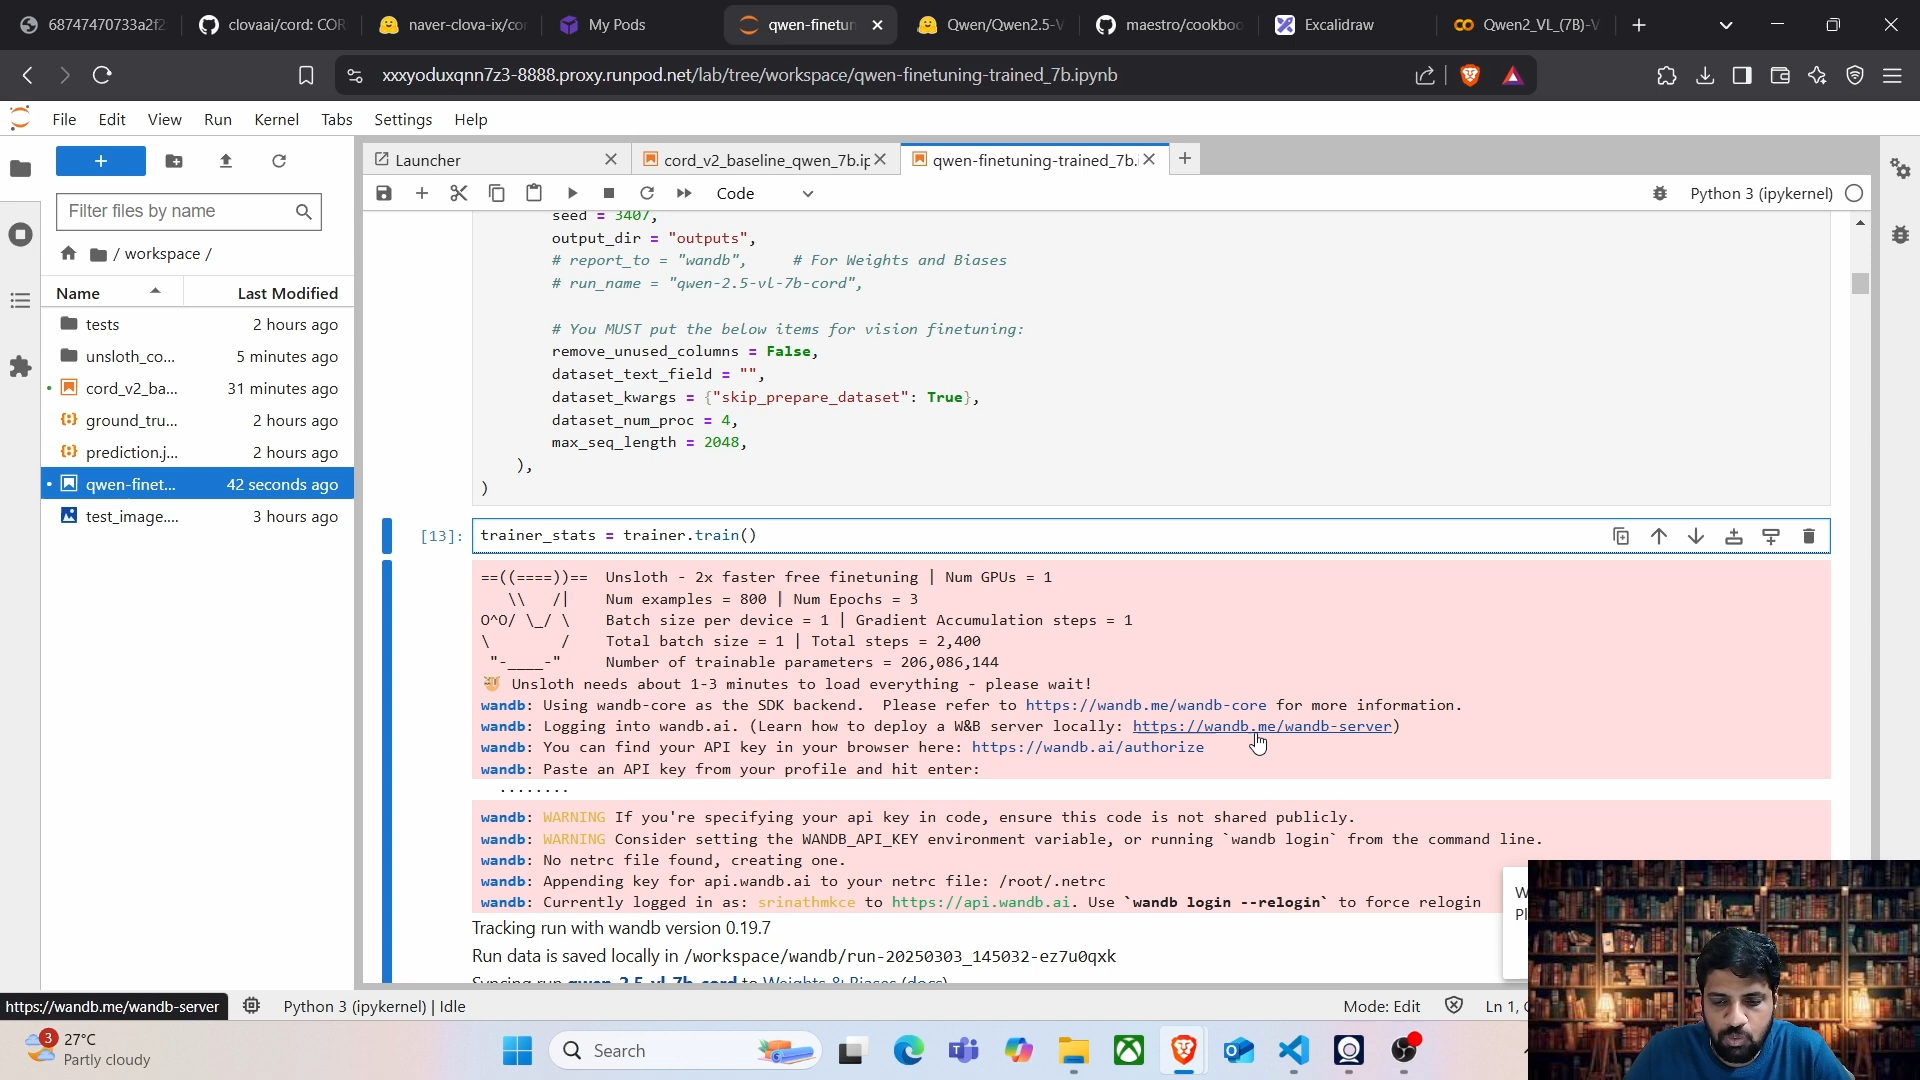 68747470733a2f2
clovaai/cord: COR
naver-clova-ix/cor
My Pods
qwen-finetun
Qwen/Qwen2.5-V
maestro/cookboo
Excalidraw
Qwen2_VL_(7B)-V
xxxyoduxqnn7z3-8888.proxy.runpod.net/lab/tree/workspace/qwen-finetuning-trained_7b.ipynb
File Edit View Run Kernel Tabs Settings Help
Launcher
cord_v2_baseline_qwen_7b.ip
qwen-finetuning-trained_7b.
Code
Python 3 (ipykernel)
Filter files by name
/ workspace /
Name Last Modified
tests 2 hours ago
unsloth_co... 5 minutes ago
cord_v2_ba... 31 minutes ago
ground_tru... 2 hours ago
prediction.j... 2 hours ago
qwen-finet... 42 seconds ago
test_image.... 3 hours ago
seed = 3407,
output_dir = "outputs",
# report_to = "wandb",     # For Weights and Biases
# run_name = "qwen-2.5-vl-7b-cord",
# You MUST put the below items for vision finetuning:
remove_unused_columns = False,
dataset_text_field = "",
dataset_kwargs = {"skip_prepare_dataset": True},
dataset_num_proc = 4,
max_seq_length = 2048,
),
)
[13]: trainer_stats = trainer.train()
==((====))==  Unsloth - 2x faster free finetuning | Num GPUs = 1
   \\   /|    Num examples = 800 | Num Epochs = 3
O^O/ \_/ \    Batch size per device = 1 | Gradient Accumulation steps = 1
\        /    Total batch size = 1 | Total steps = 2,400
 "-____-"     Number of trainable parameters = 206,086,144
🦥 Unsloth needs about 1-3 minutes to load everything - please wait!
wandb: Using wandb-core as the SDK backend.  Please refer to https://wandb.me/wandb-core for more information.
wandb: Logging into wandb.ai. (Learn how to deploy a W&B server locally: https://wandb.me/wandb-server)
wandb: You can find your API key in your browser here: https://wandb.ai/authorize
wandb: Paste an API key from your profile and hit enter:
........
wandb: WARNING If you're specifying your api key in code, ensure this code is not shared publicly.
wandb: WARNING Consider setting the WANDB_API_KEY environment variable, or running `wandb login` from the command line.
wandb: No netrc file found, creating one.
wandb: Appending key for api.wandb.ai to your netrc file: /root/.netrc
wandb: Currently logged in as: srinathmkce to https://api.wandb.ai. Use `wandb login --relogin` to force relogin
Tracking run with wandb version 0.19.7
Run data is saved locally in /workspace/wandb/run-20250303_145032-ez7u0qxk
Syncing run qwen-2.5-vl-7b-cord to Weights & Biases (docs)
https://wandb.me/wandb-server
Python 3 (ipykernel) | Idle
Mode: Edit
Ln 1,
3
27°C
Partly cloudy
Search